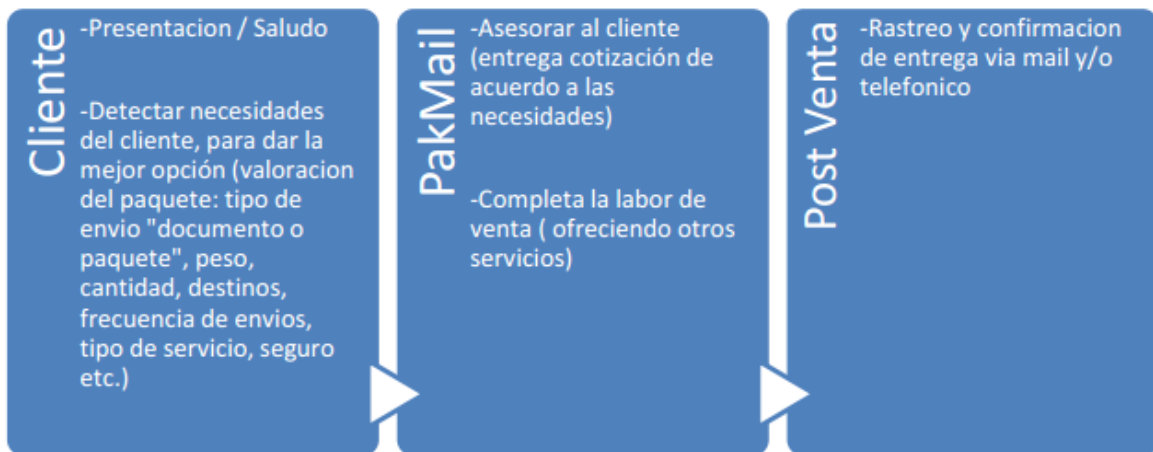 Cliente
-Presentacion / Saludo
-Detectar necesidades
del cliente, para dar la
mejor opción (valoracion
del paquete: tipo de
envio "documento o
paquete", peso,
cantidad, destinos,
frecuencia de envios,
tipo de servicio, seguro
etc.)
PakMail
-Asesorar al cliente
(entrega cotización de
acuerdo a las
necesidades)
-Completa la labor de
venta ( ofreciendo otros
servicios)
Post Venta
-Rastreo y confirmacion
de entrega via mail y/o
telefonico